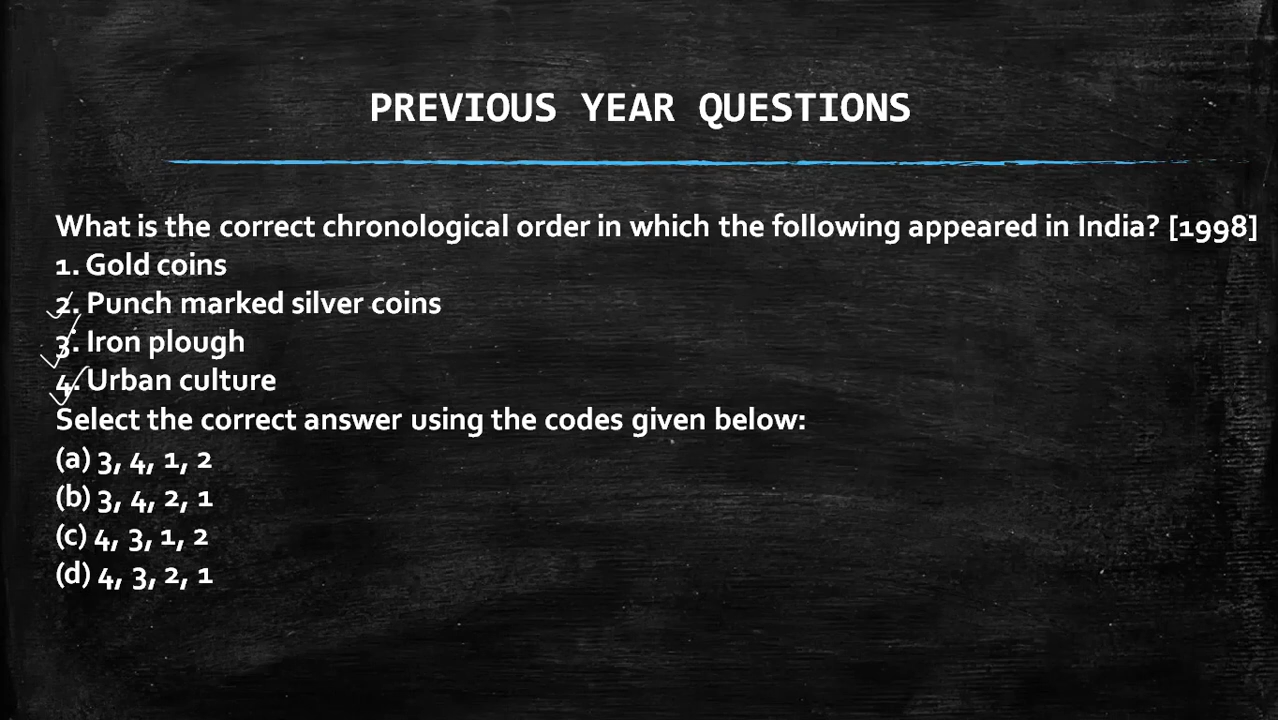 PREVIOUS YEAR QUESTIONS
What is the correct chronological order in which the following appeared in India? [1998]
1. Gold coins
2. Punch marked silver coins
3. Iron plough
4. Urban culture
Select the correct answer using the codes given below:
(a) 3, 4, 1, 2
(b) 3, 4, 2, 1
(c) 4, 3, 1, 2
(d) 4, 3, 2, 1